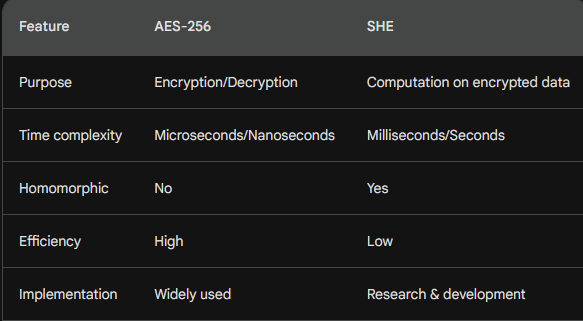 Feature AES-256 SHE
Purpose Encryption/Decryption Computation on encrypted data
Time complexity Microseconds/Nanoseconds Milliseconds/Seconds
Homomorphic No Yes
Efficiency High Low
Implementation Widely used Research & development